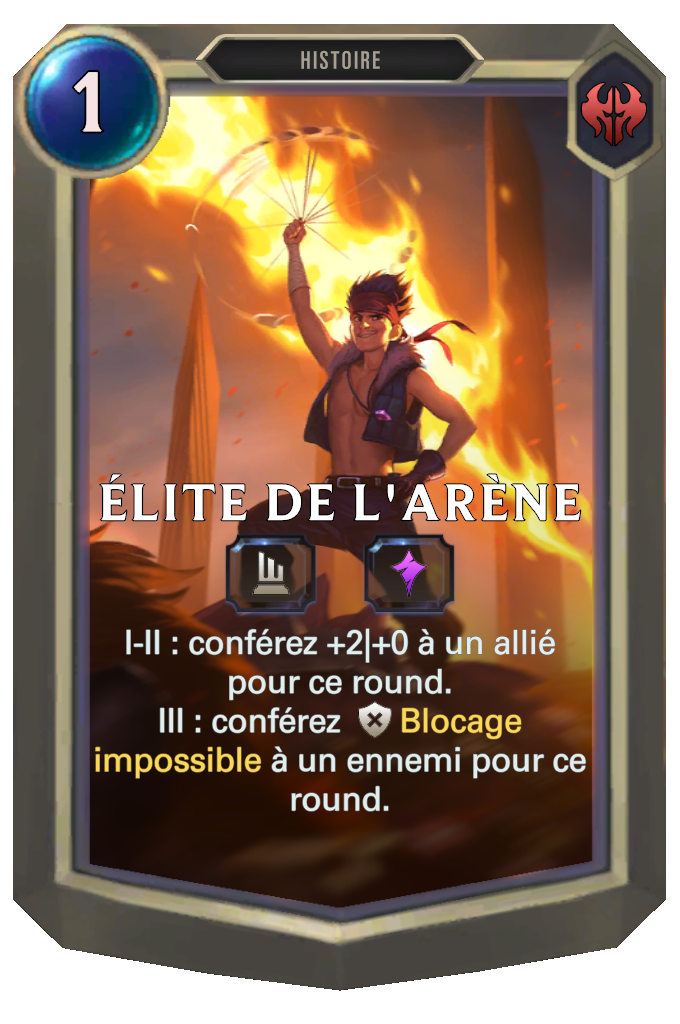 HISTOIRE
1
ÉLITE DE L'ARÈNE
I-II : conférez +2|+0 à un allié
pour ce round.
III : conférez Blocage
impossible à un ennemi pour ce
round.